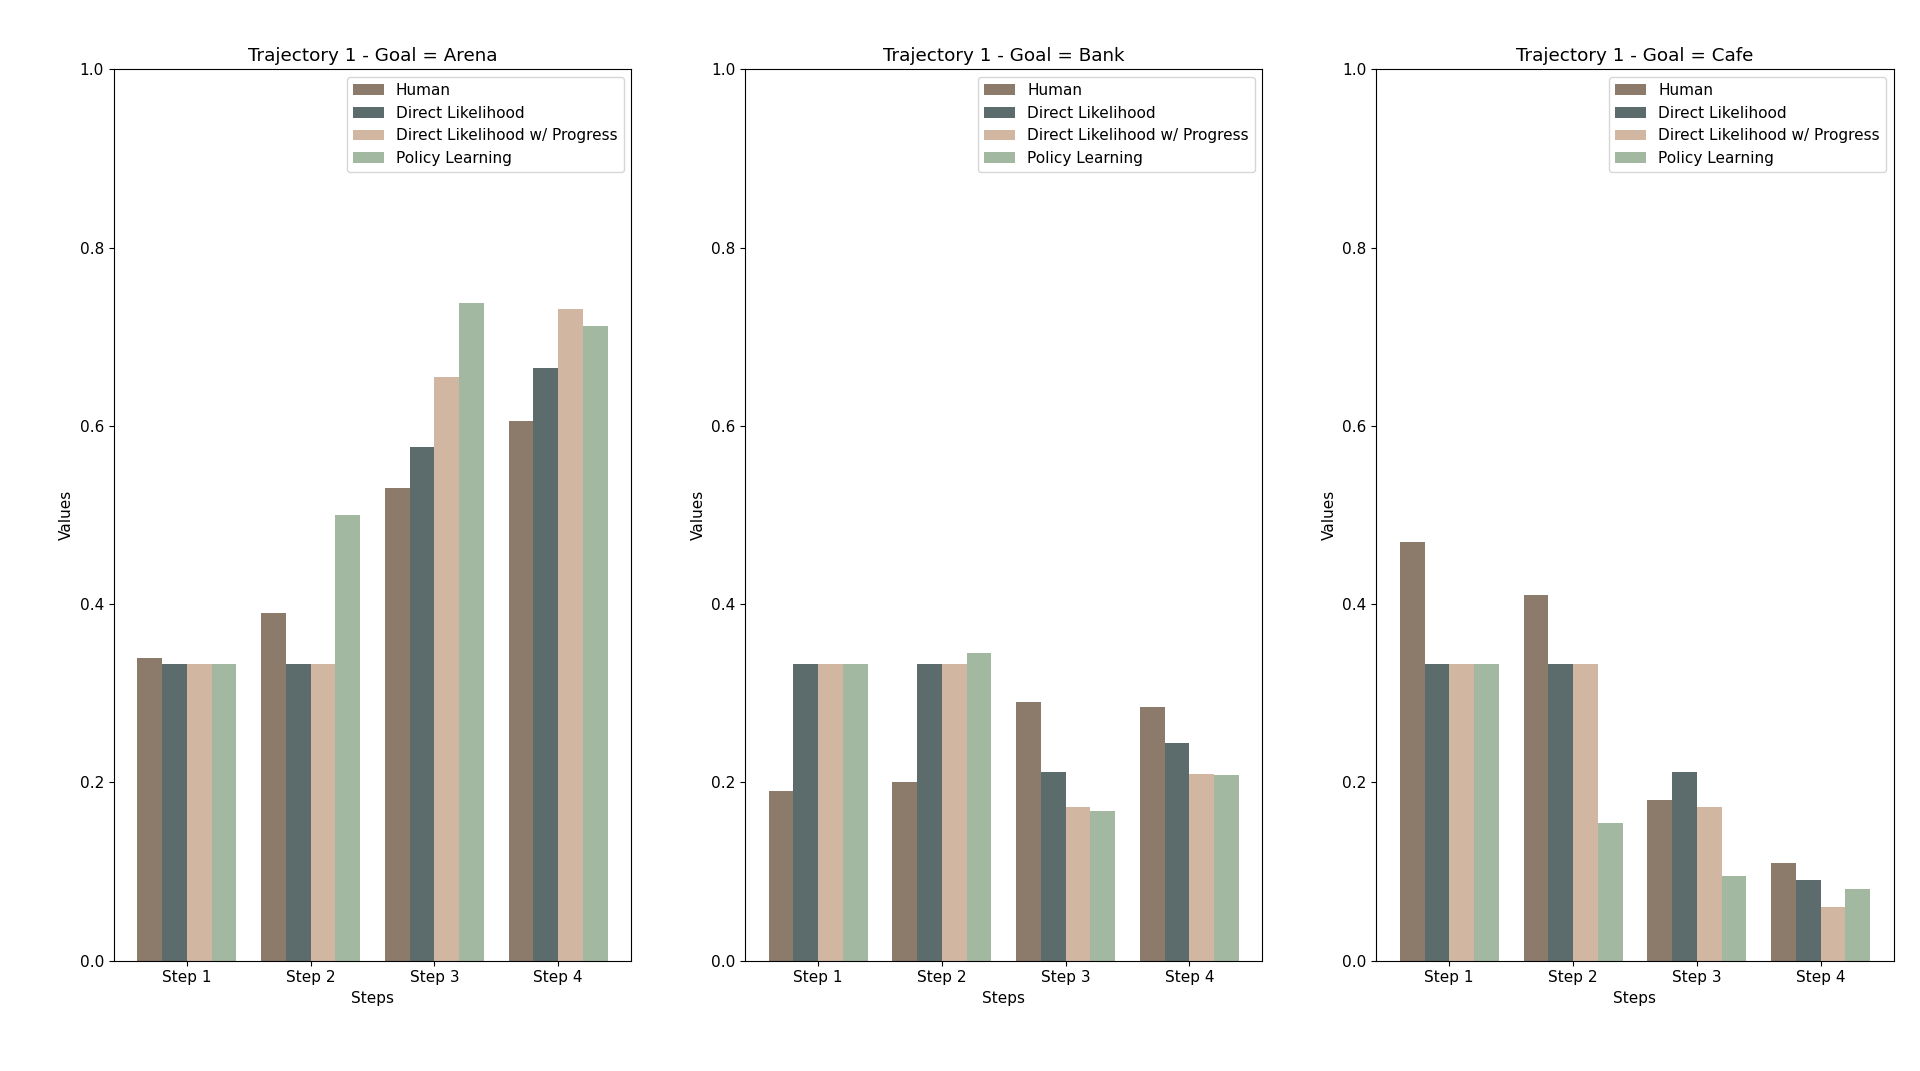 Trajectory 1 - Goal = Arena
1.0
0.8
0.6
0.4
0.2
0.0
Values
Human
Direct Likelihood
Direct Likelihood w/ Progress
Policy Learning
Step 1 Step 2 Step 3 Step 4
Steps
Trajectory 1 - Goal = Bank
1.0
0.8
0.6
0.4
0.2
0.0
Values
Human
Direct Likelihood
Direct Likelihood w/ Progress
Policy Learning
Step 1 Step 2 Step 3 Step 4
Steps
Trajectory 1 - Goal = Cafe
1.0
0.8
0.6
0.4
0.2
0.0
Values
Human
Direct Likelihood
Direct Likelihood w/ Progress
Policy Learning
Step 1 Step 2 Step 3 Step 4
Steps